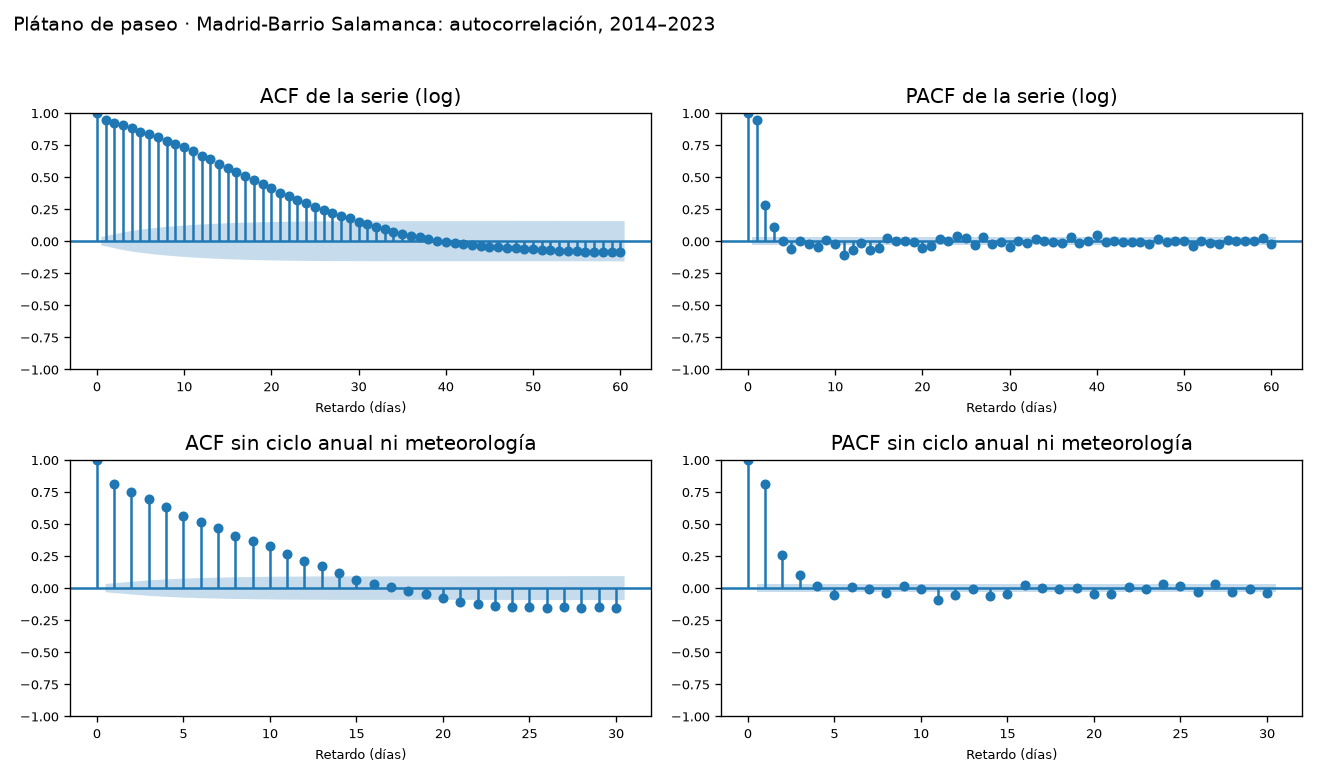 Plátano de paseo · Madrid-Barrio Salamanca: autocorrelación, 2014–2023
ACF de la serie (log)
1.00
0.75
0.50
0.25
0.00
−0.25
−0.50
−0.75
−1.00
0 10 20 30 40 50 60
Retardo (días)
PACF de la serie (log)
1.00
0.75
0.50
0.25
0.00
−0.25
−0.50
−0.75
−1.00
0 10 20 30 40 50 60
Retardo (días)
ACF sin ciclo anual ni meteorología
1.00
0.75
0.50
0.25
0.00
−0.25
−0.50
−0.75
−1.00
0 5 10 15 20 25 30
Retardo (días)
PACF sin ciclo anual ni meteorología
1.00
0.75
0.50
0.25
0.00
−0.25
−0.50
−0.75
−1.00
0 5 10 15 20 25 30
Retardo (días)